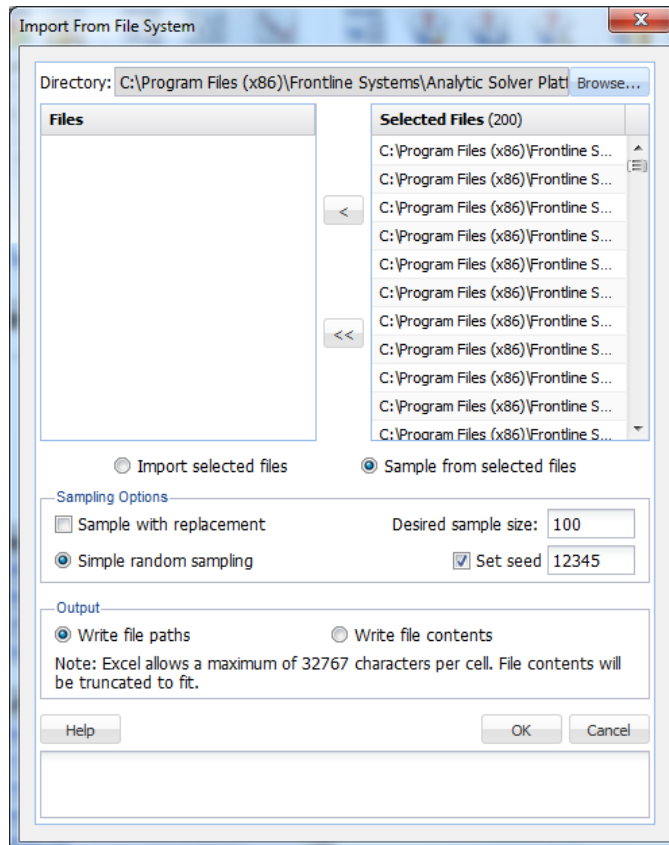 Import From File System
x
Directory: C:\Program Files (x86)\Frontline Systems\Analytic Solver Platf Browse...
Files
Selected Files (200)
C:\Program Files (x86)\Frontline S...
C:\Program Files (x86)\Frontline S...
C:\Program Files (x86)\Frontline S...
C:\Program Files (x86)\Frontline S...
C:\Program Files (x86)\Frontline S...
C:\Program Files (x86)\Frontline S...
C:\Program Files (x86)\Frontline S...
C:\Program Files (x86)\Frontline S...
C:\Program Files (x86)\Frontline S...
C:\Program Files (x86)\Frontline S...
C:\Program Files (x86)\Frontline S...
<
<<
Import selected files Sample from selected files
Sampling Options
Sample with replacement Desired sample size: 100
Simple random sampling Set seed 12345
Output
Write file paths Write file contents
Note: Excel allows a maximum of 32767 characters per cell. File contents will
be truncated to fit.
Help OK Cancel